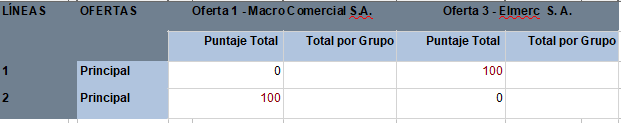 LÍNEAS OFERTAS Oferta 1 - Macro Comercial S.A. Oferta 3 - Elmerc S. A.
Puntaje Total Total por Grupo Puntaje Total Total por Grupo
1 Principal 0 100
2 Principal 100 0